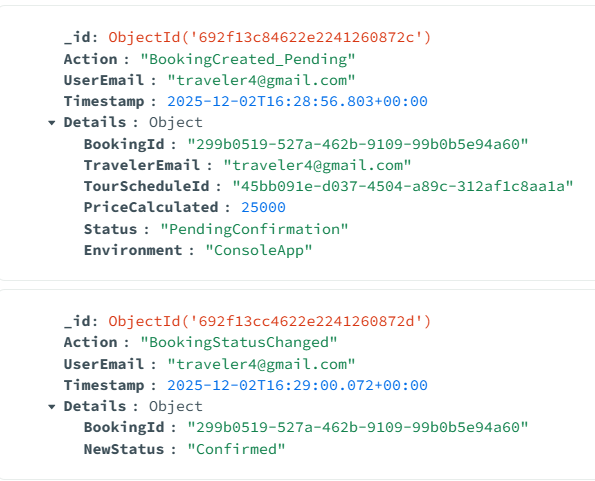 _id: ObjectId('692f13c84622e2241260872c')
Action : "BookingCreated_Pending"
UserEmail : "traveler4@gmail.com"
Timestamp : 2025-12-02T16:28:56.803+00:00
Details : Object
BookingId : "299b0519-527a-462b-9109-99b0b5e94a60"
TravelerEmail : "traveler4@gmail.com"
TourScheduleId : "45bb091e-d037-4504-a89c-312af1c8aa1a"
PriceCalculated : 25000
Status : "PendingConfirmation"
Environment : "ConsoleApp"
_id: ObjectId('692f13cc4622e2241260872d')
Action : "BookingStatusChanged"
UserEmail : "traveler4@gmail.com"
Timestamp : 2025-12-02T16:29:00.072+00:00
Details : Object
BookingId : "299b0519-527a-462b-9109-99b0b5e94a60"
NewStatus : "Confirmed"